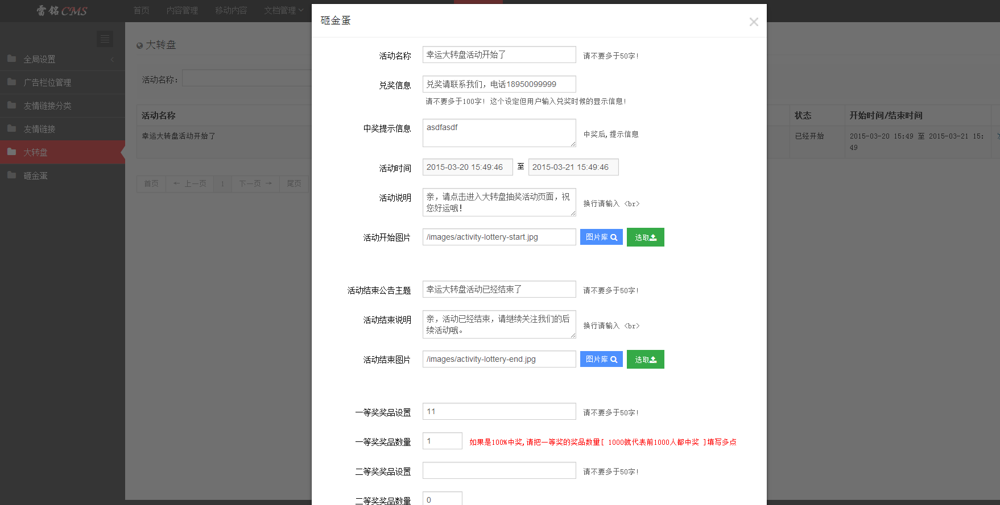 雷铭CMS
首页
内容管理
移动内容
文档管理
全局设置
广告栏位管理
友情链接分类
友情链接
大转盘
砸金蛋
大转盘
活动名称：
活动名称
状态
开始时间/结束时间
幸运大转盘活动开始了
已经开始
2015-03-20 15:49 至 2015-03-21 15:
49
首页
← 上一页
1
下一页 →
尾页
砸金蛋
×
活动名称
幸运大转盘活动开始了
请不要多于50字!
兑奖信息
兑奖请联系我们，电话18950099999
请不要多于100字! 这个设定但用户输入兑奖时候的显示信息!
中奖提示信息
asdfasdf
中奖后,提示信息
活动时间
2015-03-20 15:49:46
至
2015-03-21 15:49:46
活动说明
亲，请点击进入大转盘抽奖活动页面，祝
您好运哦！
换行请输入 <br>
活动开始图片
/images/activity-lottery-start.jpg
图片库
选取
活动结束公告主题
幸运大转盘活动已经结束了
请不要多于50字!
活动结束说明
亲，活动已经结束，请继续关注我们的后
续活动哦。
换行请输入 <br>
活动结束图片
/images/activity-lottery-end.jpg
图片库
选取
一等奖奖品设置
11
请不要多于50字!
一等奖奖品数量
1
如果是100%中奖,请把一等奖的奖品数量[ 1000就代表前1000人都中奖 ]填写多点
二等奖奖品设置
请不要多于50字!
二等奖奖品数量
0